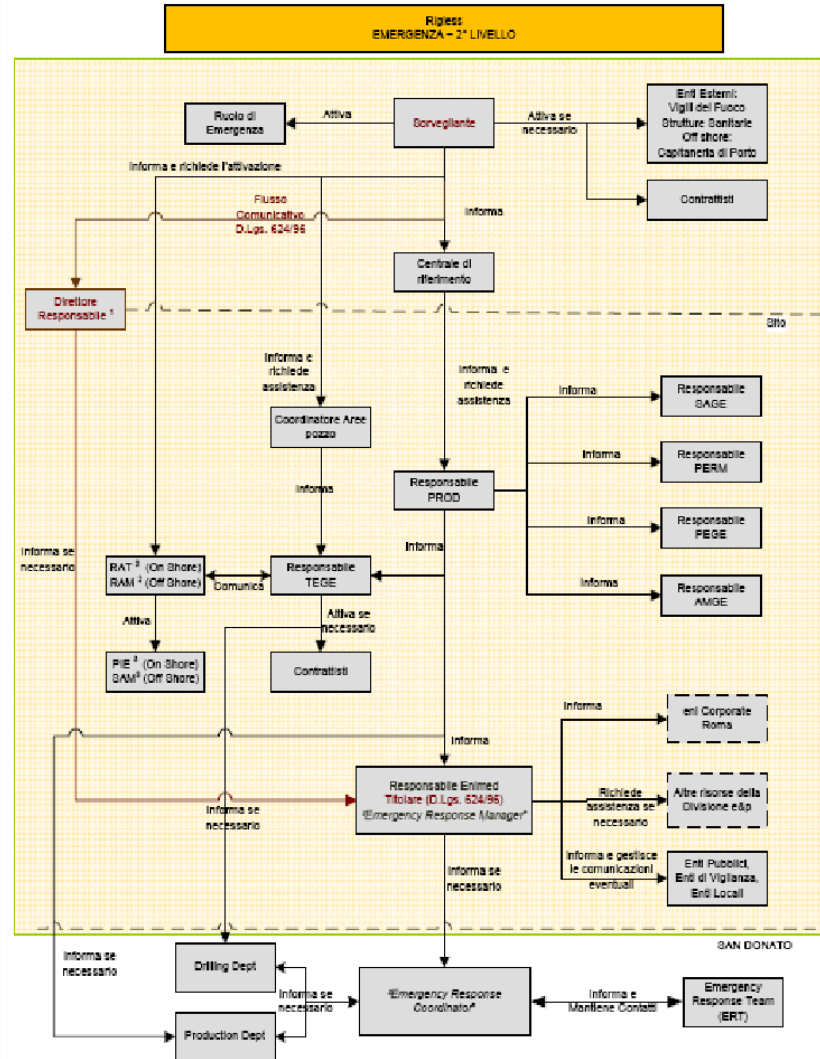 Rigless
EMERGENZA – 2° LIVELLO
Ruolo di
Emergenza
Attiva
Sorvegliante
Attiva se
necessario
Enti Esterni:
Vigili del Fuoco
Strutture Sanitarie
Off shore:
Capitaneria di Porto
Contrattisti
Informa e richiede l'attivazione
Flusso
Comunicativo
D.Lgs. 624/96
Informa
Centrale di
riferimento
Direttore
Responsabile 1
Sito
Informa e
richiede
assistenza
Informa e
richiede
assistenza
Coordinatore Aree
pozzo
Informa
Responsabile
SAGE
Informa
Responsabile
PERM
Responsabile
PROD
Informa
Informa
Responsabile
PEGE
Informa
Responsabile
AMGE
Informa
Informa se
necessario
RAT 2 (On Shore)
RAM 2 (Off Shore)
Comunica
Responsabile
TEGE
Attiva
Attiva se
necessario
PIE 3 (On Shore)
SAM3 (Off Shore)
Contrattisti
Informa
Informa
eni Corporate
Roma
Responsabile Enimed
Titolare (D.Lgs. 624/96)
"Emergency Response Manager"
Richiede
assistenza se
necessario
Altre risorse della
Divisione e&p
Informa se
necessario
Informa e gestisce
le comunicazioni
eventuali
Enti Pubblici,
Enti di Vigilanza,
Enti Locali
Informa se
necessario
SAN DONATO
Informa se
necessario
Drilling Dept
Informa se
necessario
Production Dept
"Emergency Response
Coordinator"
Informa e
Mantiene Contatti
Emergency
Response Team
(ERT)